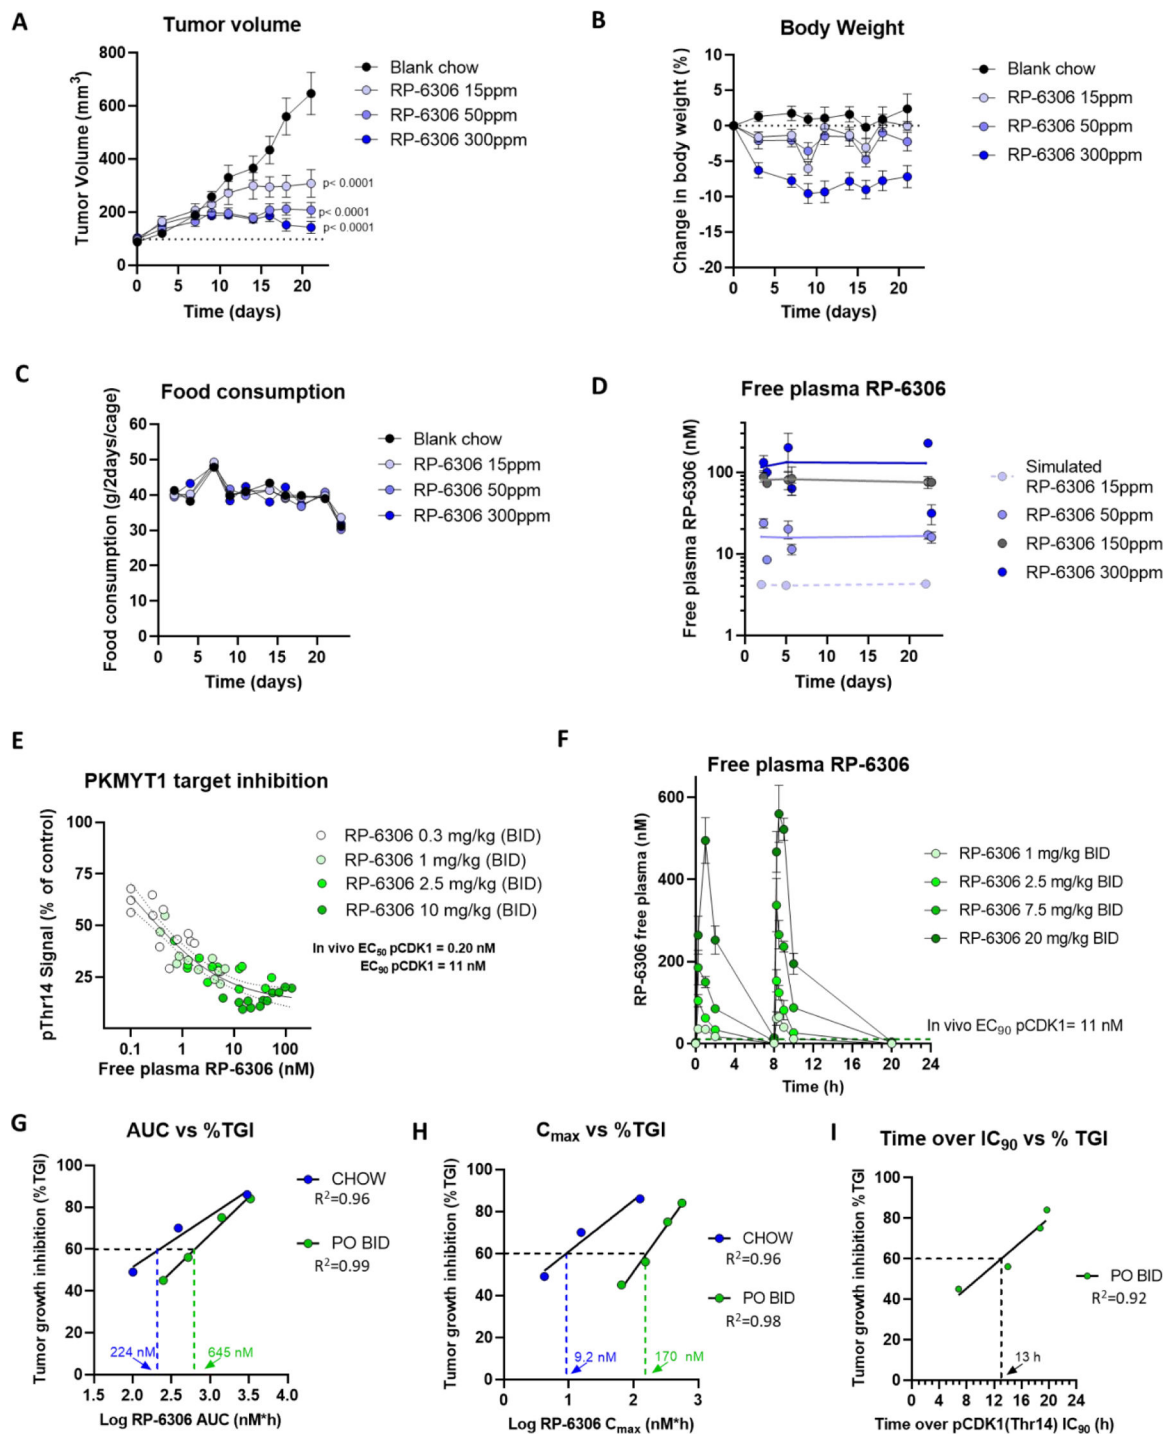 A
Tumor volume
Tumor Volume (mm³)
800
600
400
200
0
0 5 10 15 20
Time (days)
Blank chow
RP-6306 15ppm
RP-6306 50ppm
RP-6306 300ppm
p< 0.0001
p< 0.0001
p< 0.0001
B
Body Weight
Change in body weight (%)
10
5
0
-5
-10
-15
-20
0 5 10 15 20
Time (days)
Blank chow
RP-6306 15ppm
RP-6306 50ppm
RP-6306 300ppm
C
Food consumption
Food consumption (g/2days/cage)
60
50
40
30
20
10
0
0 5 10 15 20
Time (days)
Blank chow
RP-6306 15ppm
RP-6306 50ppm
RP-6306 300ppm
D
Free plasma RP-6306
Free plasma RP-6306 (nM)
100
10
1
0 5 10 15 20
Time (days)
Simulated
RP-6306 15ppm
RP-6306 50ppm
RP-6306 150ppm
RP-6306 300ppm
E
PKMYT1 target inhibition
pThr14 Signal (% of control)
100
75
50
25
0.1 1 10 100
Free plasma RP-6306 (nM)
RP-6306 0.3 mg/kg (BID)
RP-6306 1 mg/kg (BID)
RP-6306 2.5 mg/kg (BID)
RP-6306 10 mg/kg (BID)
In vivo EC₅₀ pCDK1 = 0.20 nM
EC₉₀ pCDK1 = 11 nM
F
Free plasma RP-6306
RP-6306 free plasma (nM)
600
400
200
0
0 4 8 12 16 20 24
Time (h)
RP-6306 1 mg/kg BID
RP-6306 2.5 mg/kg BID
RP-6306 7.5 mg/kg BID
RP-6306 20 mg/kg BID
In vivo EC₉₀ pCDK1= 11 nM
G
AUC vs %TGI
Tumor growth inhibition (%TGI)
100
80
60
40
20
0
1.5 2.0 2.5 3.0 3.5 4.0
Log RP-6306 AUC (nM*h)
224 nM
645 nM
CHOW
R²=0.96
PO BID
R²=0.99
H
Cₘₐₓ vs %TGI
Tumor growth inhibition (%TGI)
100
80
60
40
20
0
0 1 2 3
Log RP-6306 Cₘₐₓ (nM*h)
9.2 nM
170 nM
CHOW
R²=0.96
PO BID
R²=0.98
I
Time over IC₉₀ vs % TGI
Tumor growth inhibition %TGI
100
80
60
40
20
0
0 4 8 12 16 20 24
Time over pCDK1(Thr14) IC₉₀ (h)
13 h
PO BID
R²=0.92